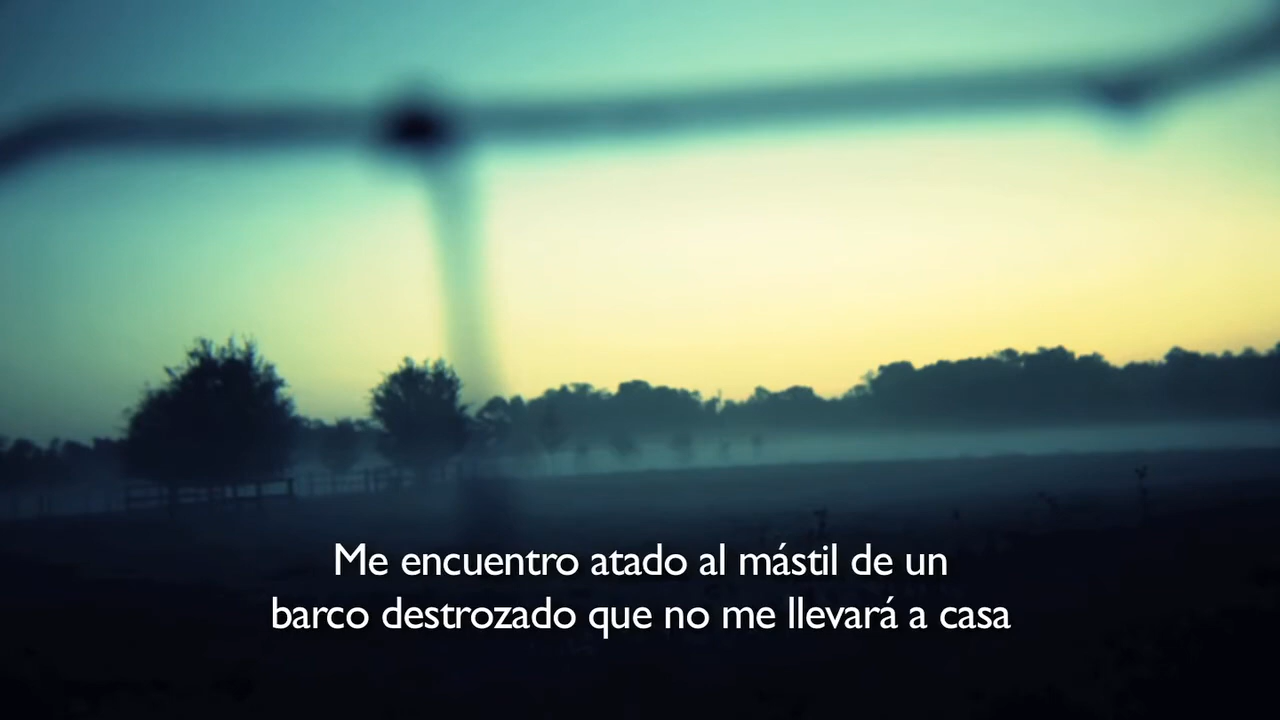 Me encuentro atado al mástil de un
barco destrozado que no me llevará a casa